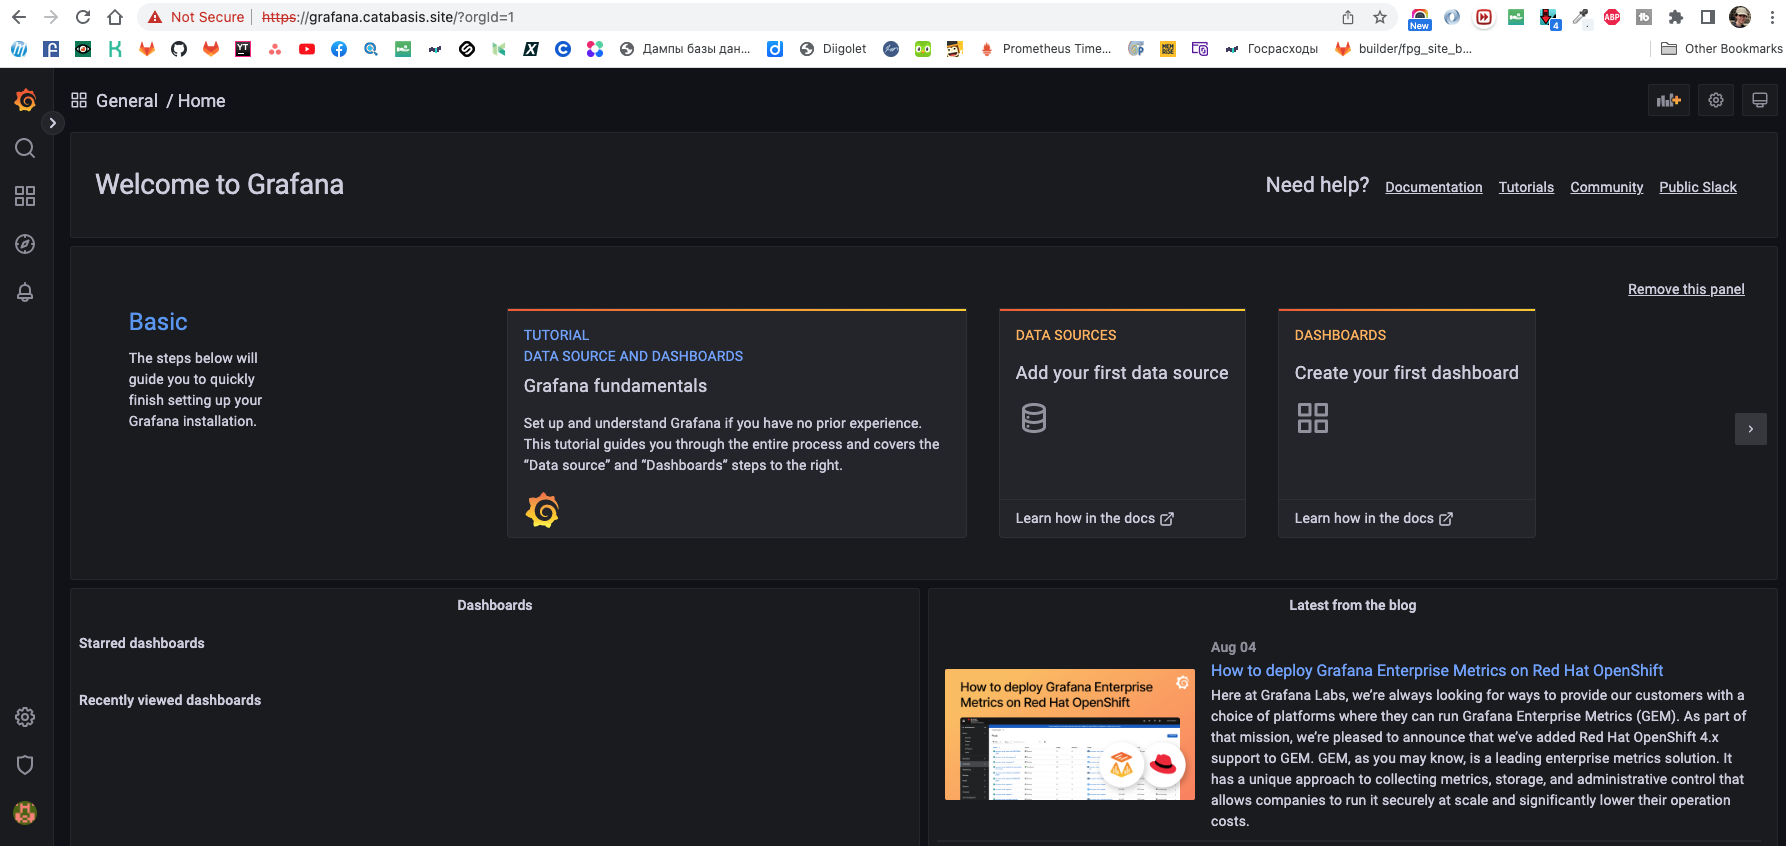 Not Secure
https://grafana.catabasis.site/?orgId=1
New
4
ABP
tb
YT
X
C
Дампы базы дан...
d
Diigolet
Prometheus Time...
MEM RISE
Госрасходы
builder/fpg_site_b...
Other Bookmarks
General / Home
Welcome to Grafana
Need help?
Documentation
Tutorials
Community
Public Slack
Remove this panel
Basic
The steps below will
guide you to quickly
finish setting up your
Grafana installation.
TUTORIAL
DATA SOURCE AND DASHBOARDS
Grafana fundamentals
Set up and understand Grafana if you have no prior experience.
This tutorial guides you through the entire process and covers the
“Data source” and “Dashboards” steps to the right.
DATA SOURCES
Add your first data source
Learn how in the docs
DASHBOARDS
Create your first dashboard
Learn how in the docs
Dashboards
Starred dashboards
Recently viewed dashboards
Latest from the blog
How to deploy Grafana Enterprise
Metrics on Red Hat OpenShift
Aug 04
How to deploy Grafana Enterprise Metrics on Red Hat OpenShift
Here at Grafana Labs, we’re always looking for ways to provide our customers with a
choice of platforms where they can run Grafana Enterprise Metrics (GEM). As part of
that mission, we’re pleased to announce that we’ve added Red Hat OpenShift 4.x
support to GEM. GEM, as you may know, is a leading enterprise metrics solution. It
has a unique approach to collecting metrics, storage, and administrative control that
allows companies to run it securely at scale and significantly lower their operation
costs.